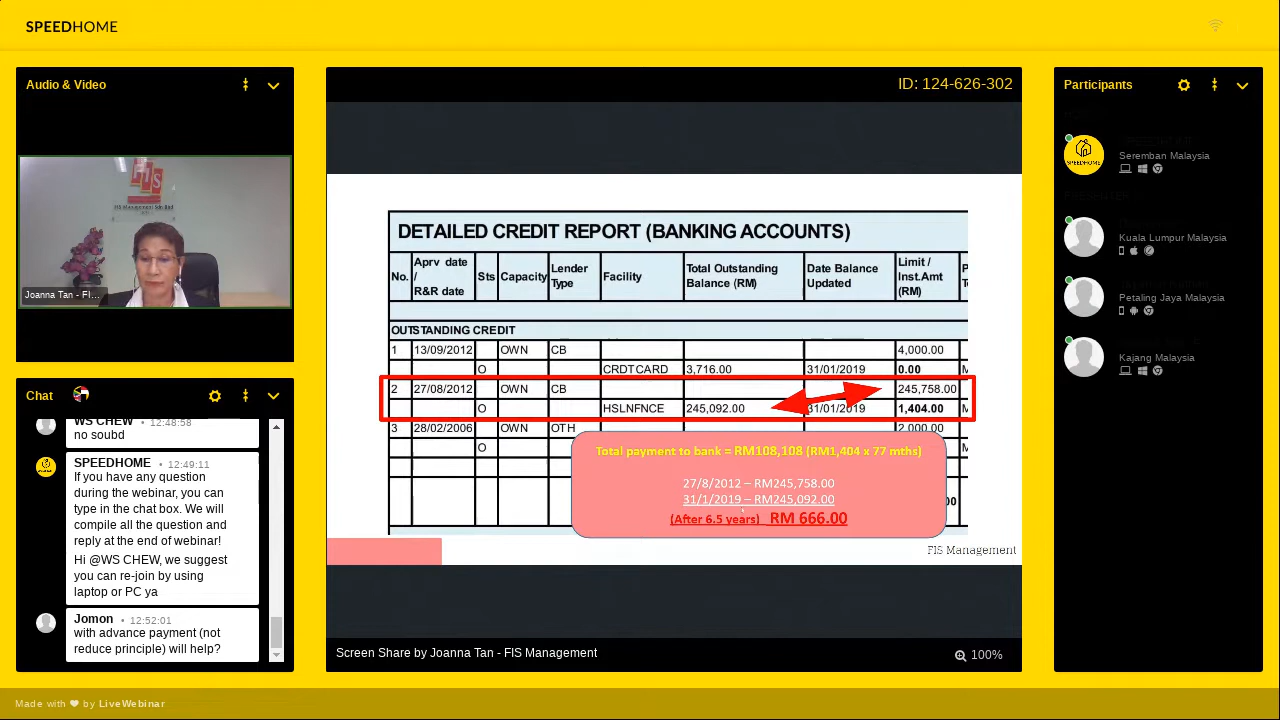 SPEEDHOME
Audio & Video
FIS
FIS Management Sdn Bhd
Joanna Tan - FI...
Chat
WS CHEW • 12:48:58
no soubd
SPEEDHOME • 12:49:11
If you have any question
during the webinar, you can
type in the chat box. We will
compile all the question and
reply at the end of webinar!
Hi @WS CHEW, we suggest
you can re-join by using
laptop or PC ya
Jomon • 12:52:01
with advance payment (not
reduce principle) will help?
ID: 124-626-302
DETAILED CREDIT REPORT (BANKING ACCOUNTS)
No. Aprv date / R&R date Sts Capacity Lender Type Facility Total Outstanding Balance (RM) Date Balance Updated Limit / Inst.Amt (RM)
OUTSTANDING CREDIT
1 13/09/2012 OWN CB 4,000.00
O CRDTCARD 3,716.00 31/01/2019 0.00 M
2 27/08/2012 OWN CB 245,758.00
O HSLNFNCE 245,092.00 31/01/2019 1,404.00 M
3 28/02/2006 OWN OTH 2,000.00
O
Total payment to bank = RM108,108 (RM1,404 x 77 mths)
27/8/2012 – RM245,758.00
31/1/2019 – RM245,092.00
(After 6.5 years) RM 666.00
FIS Management
Screen Share by Joanna Tan - FIS Management
100%
Participants
SPEEDHOME
Seremban Malaysia
Kuala Lumpur Malaysia
Petaling Jaya Malaysia
Kajang Malaysia
Made with ❤ by LiveWebinar